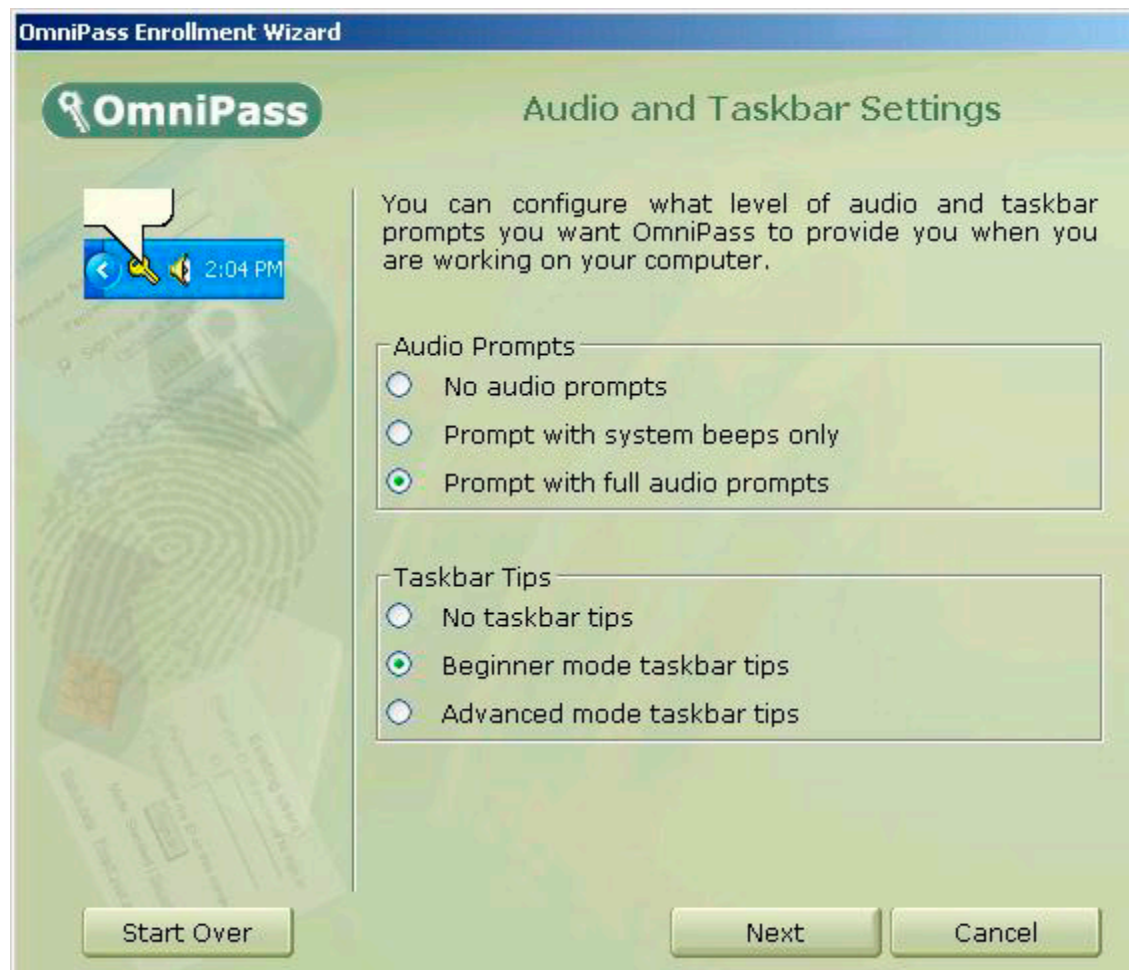 OmniPass Enrollment Wizard
OmniPass
Audio and Taskbar Settings
2:04 PM
You can configure what level of audio and taskbar
prompts you want OmniPass to provide you when you
are working on your computer.
Audio Prompts
No audio prompts
Prompt with system beeps only
Prompt with full audio prompts
Taskbar Tips
No taskbar tips
Beginner mode taskbar tips
Advanced mode taskbar tips
Start Over
Next
Cancel